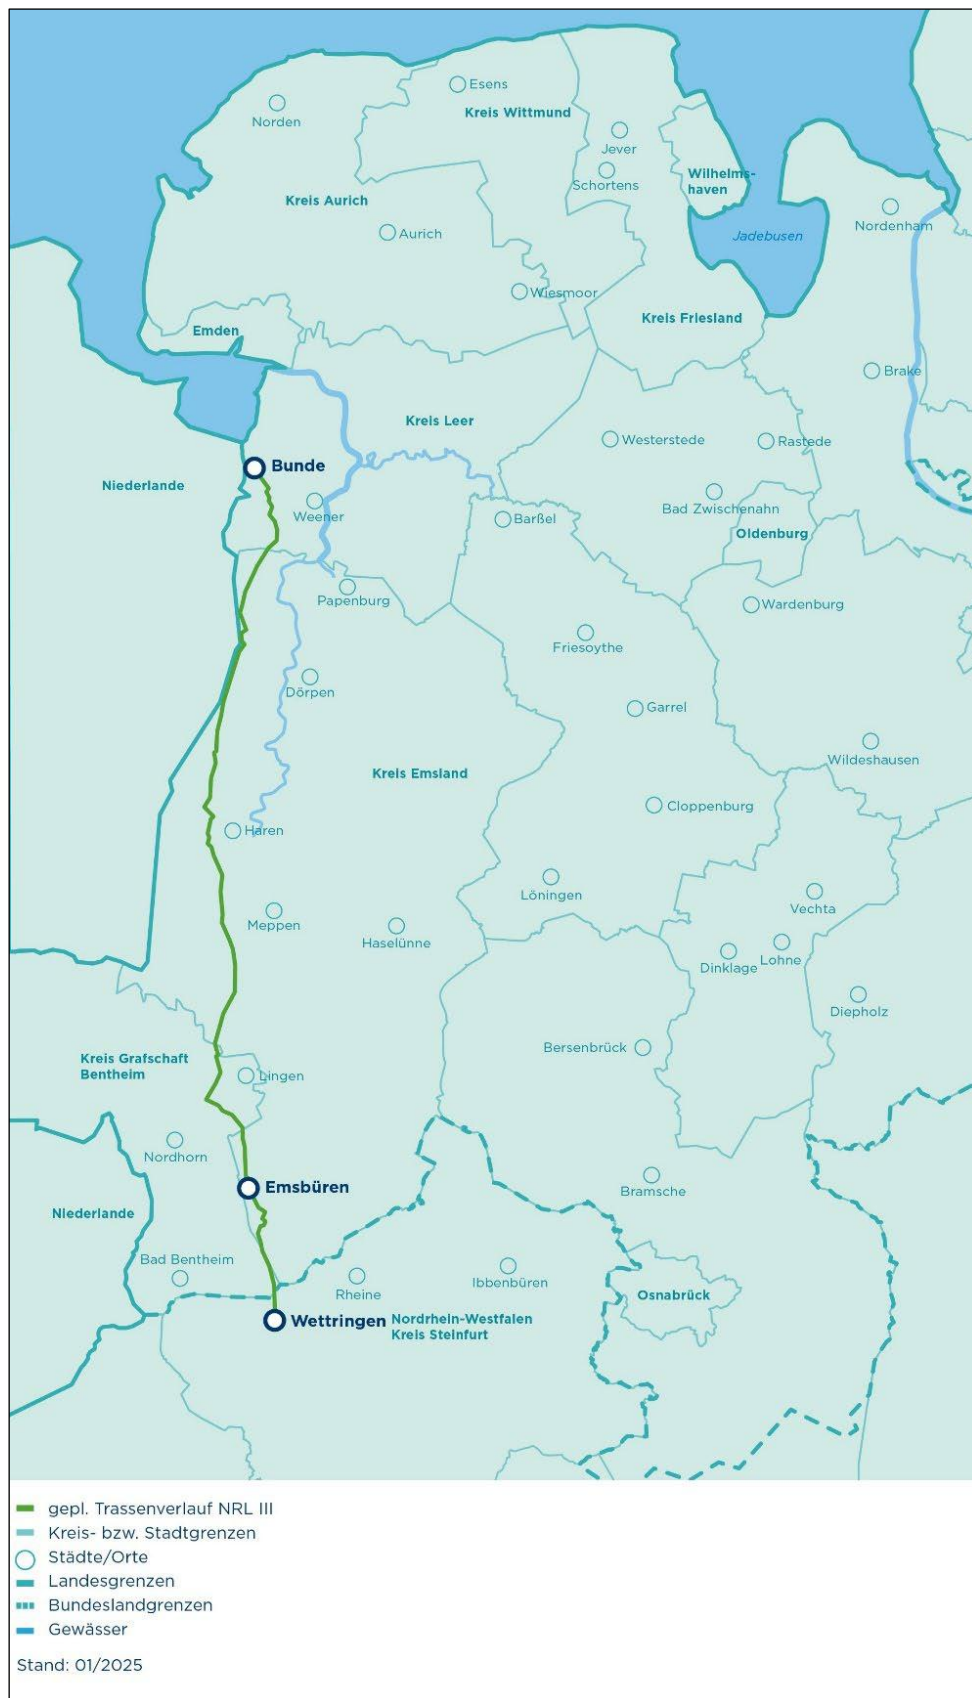 Esens
Norden
Kreis Wittmund
Jever
Schortens
Wilhelms-
haven
Kreis Aurich
Nordenham
Aurich
Jadebusen
Wiesmoor
Kreis Friesland
Emden
Brake
Kreis Leer
Westerstede
Rastede
Bunde
Niederlande
Weener
Bad Zwischenahn
Barßel
Oldenburg
Papenburg
Wardenburg
Friesoythe
Dörpen
Garrel
Wildeshausen
Kreis Emsland
Cloppenburg
Haren
Löningen
Vechta
Meppen
Haselünne
Lohne
Dinklage
Diepholz
Bersenbrück
Kreis Grafschaft
Bentheim
Lingen
Nordhorn
Emsbüren
Bramsche
Niederlande
Bad Bentheim
Rheine
Ibbenbüren
Osnabrück
Wettringen
Nordrhein-Westfalen
Kreis Steinfurt
gepl. Trassenverlauf NRL III
Kreis- bzw. Stadtgrenzen
Städte/Orte
Landesgrenzen
Bundeslandgrenzen
Gewässer
Stand: 01/2025